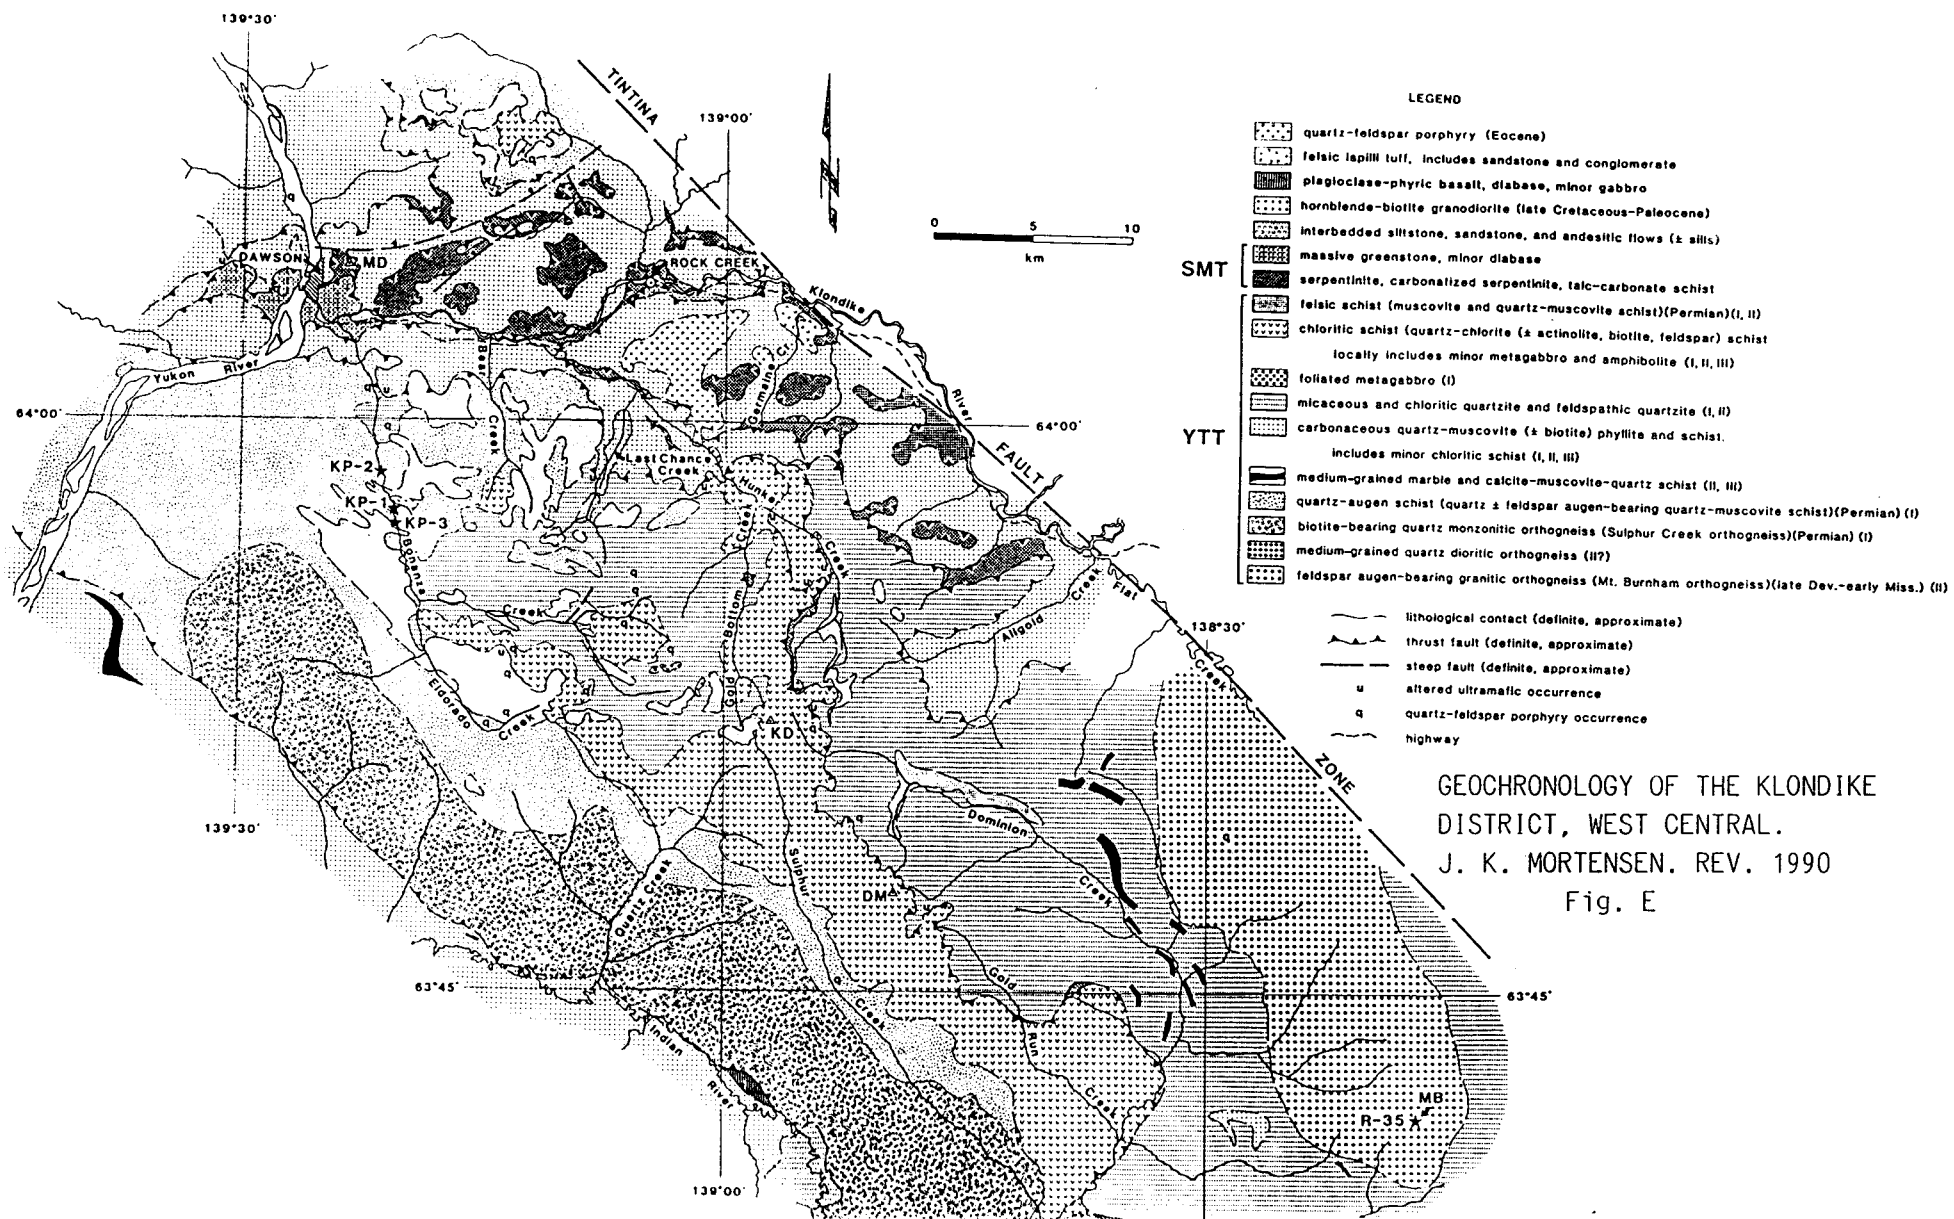 139°30'
TINTINA
139°00'
LEGEND
quartz-feldspar porphyry (Eocene)
felsic lapilli tuff, includes sandstone and conglomerate
plagioclase-phyric basalt, diabase, minor gabbro
hornblende-biotite granodiorite (late Cretaceous-Paleocene)
interbedded siltstone, sandstone, and andesitic flows (± sills)
SMT
massive greenstone, minor diabase
serpentinite, carbonalized serpentinite, talc-carbonate schist
YTT
felsic schist (muscovite and quartz-muscovite schist)(Permian)(I, II)
chloritic schist (quartz-chlorite (± actinolite, biotite, feldspar) schist
locally includes minor metagabbro and amphibolite (I, II, III)
foliated metagabbro (I)
micaceous and chloritic quartzite and feldspathic quartzite (I, II)
carbonaceous quartz-muscovite (± biotite) phyllite and schist.
includes minor chloritic schist (I, II, III)
medium-grained marble and calcite-muscovite-quartz schist (II, III)
quartz-augen schist (quartz ± feldspar augen-bearing quartz-muscovite schist)(Permian) (I)
biotite-bearing quartz monzonitic orthogneiss (Sulphur Creek orthogneiss)(Permian) (I)
medium-grained quartz dioritic orthogneiss (II?)
feldspar augen-bearing granitic orthogneiss (Mt. Burnham orthogneiss)(late Dev.-early Miss.) (II)
lithological contact (definite, approximate)
thrust fault (definite, approximate)
steep fault (definite, approximate)
u altered ultramafic occurrence
q quartz-feldspar porphyry occurrence
highway
0 5 10
km
DAWSON
MD
ROCK CREEK
Klondike
River
Yukon River
Bear
Creek
Germaine Cr.
64°00'
64°00'
FAULT
Last Chance
Creek
KP-2
KP-1
KP-3
Bonanza
Creek
Hunker
Creek
Gold Bottom
Creek
Allgold
Creek
Flat
Creek
138°30'
Eldorado
Creek
KD
ZONE
139°30'
Dominion
Creek
Sulphur
Creek
Quartz Creek
DM
63°45'
63°45'
Gold
Run
Creek
Indian
River
MB
R-35
139°00'
GEOCHRONOLOGY OF THE KLONDIKE
DISTRICT, WEST CENTRAL.
J. K. MORTENSEN. REV. 1990
Fig. E